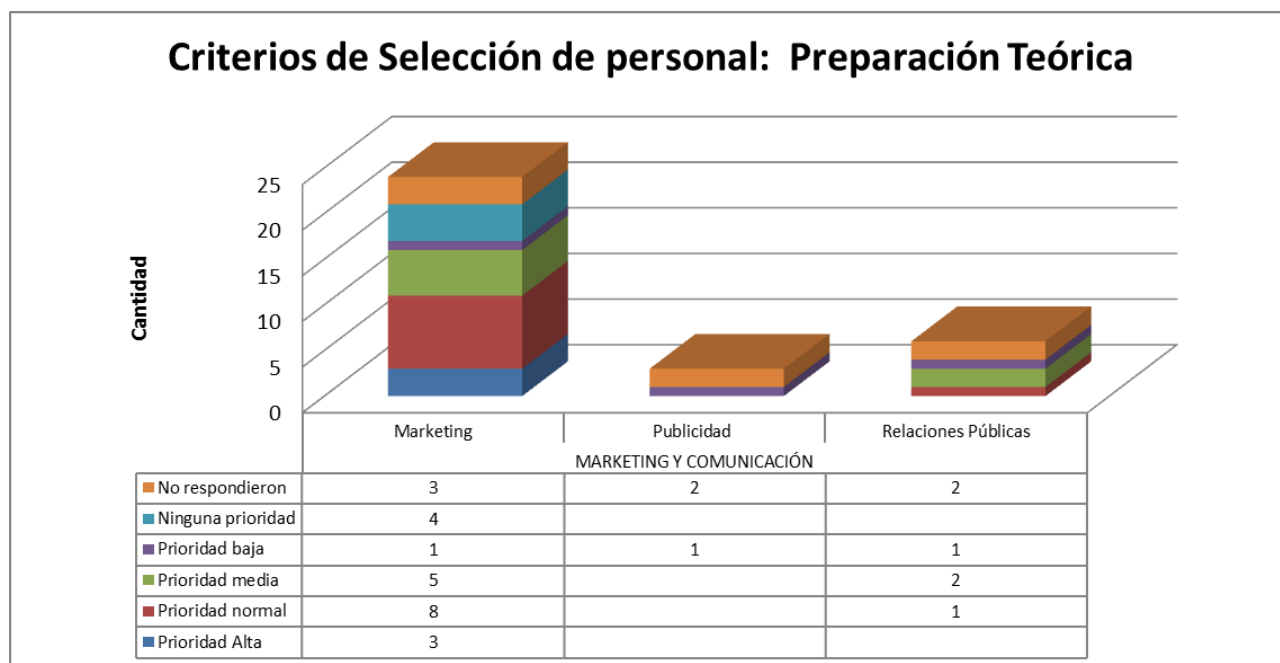 Criterios de Selección de personal: Preparación Teórica
Cantidad
25
20
15
10
5
0
Marketing Publicidad Relaciones Públicas
MARKETING Y COMUNICACIÓN
No respondieron 3 2 2
Ninguna prioridad 4
Prioridad baja 1 1 1
Prioridad media 5 2
Prioridad normal 8 1
Prioridad Alta 3